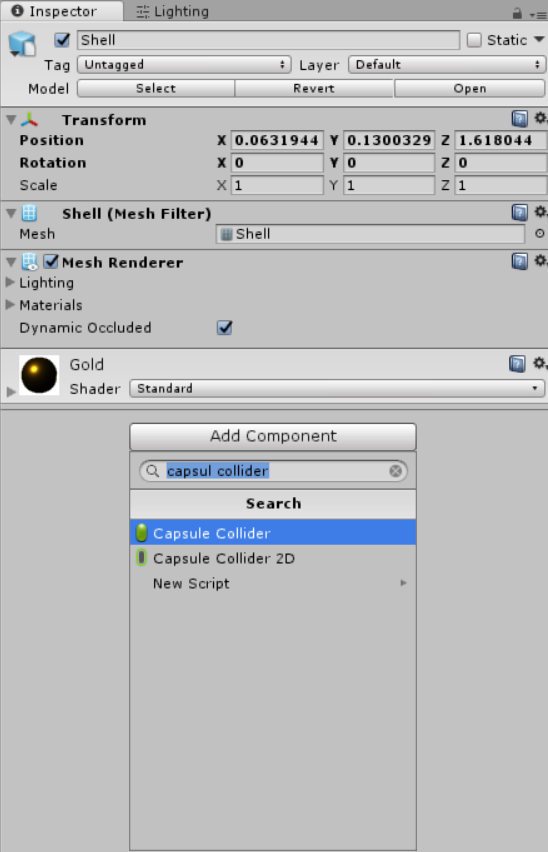 Inspector Lighting
Shell Static
Tag Untagged Layer Default
Model Select Revert Open
Transform
Position X 0.0631944 Y 0.1300329 Z 1.618044
Rotation X 0 Y 0 Z 0
Scale X 1 Y 1 Z 1
Shell (Mesh Filter)
Mesh Shell
Mesh Renderer
Lighting
Materials
Dynamic Occluded
Gold
Shader Standard
Add Component
capsul collider
Search
Capsule Collider
Capsule Collider 2D
New Script